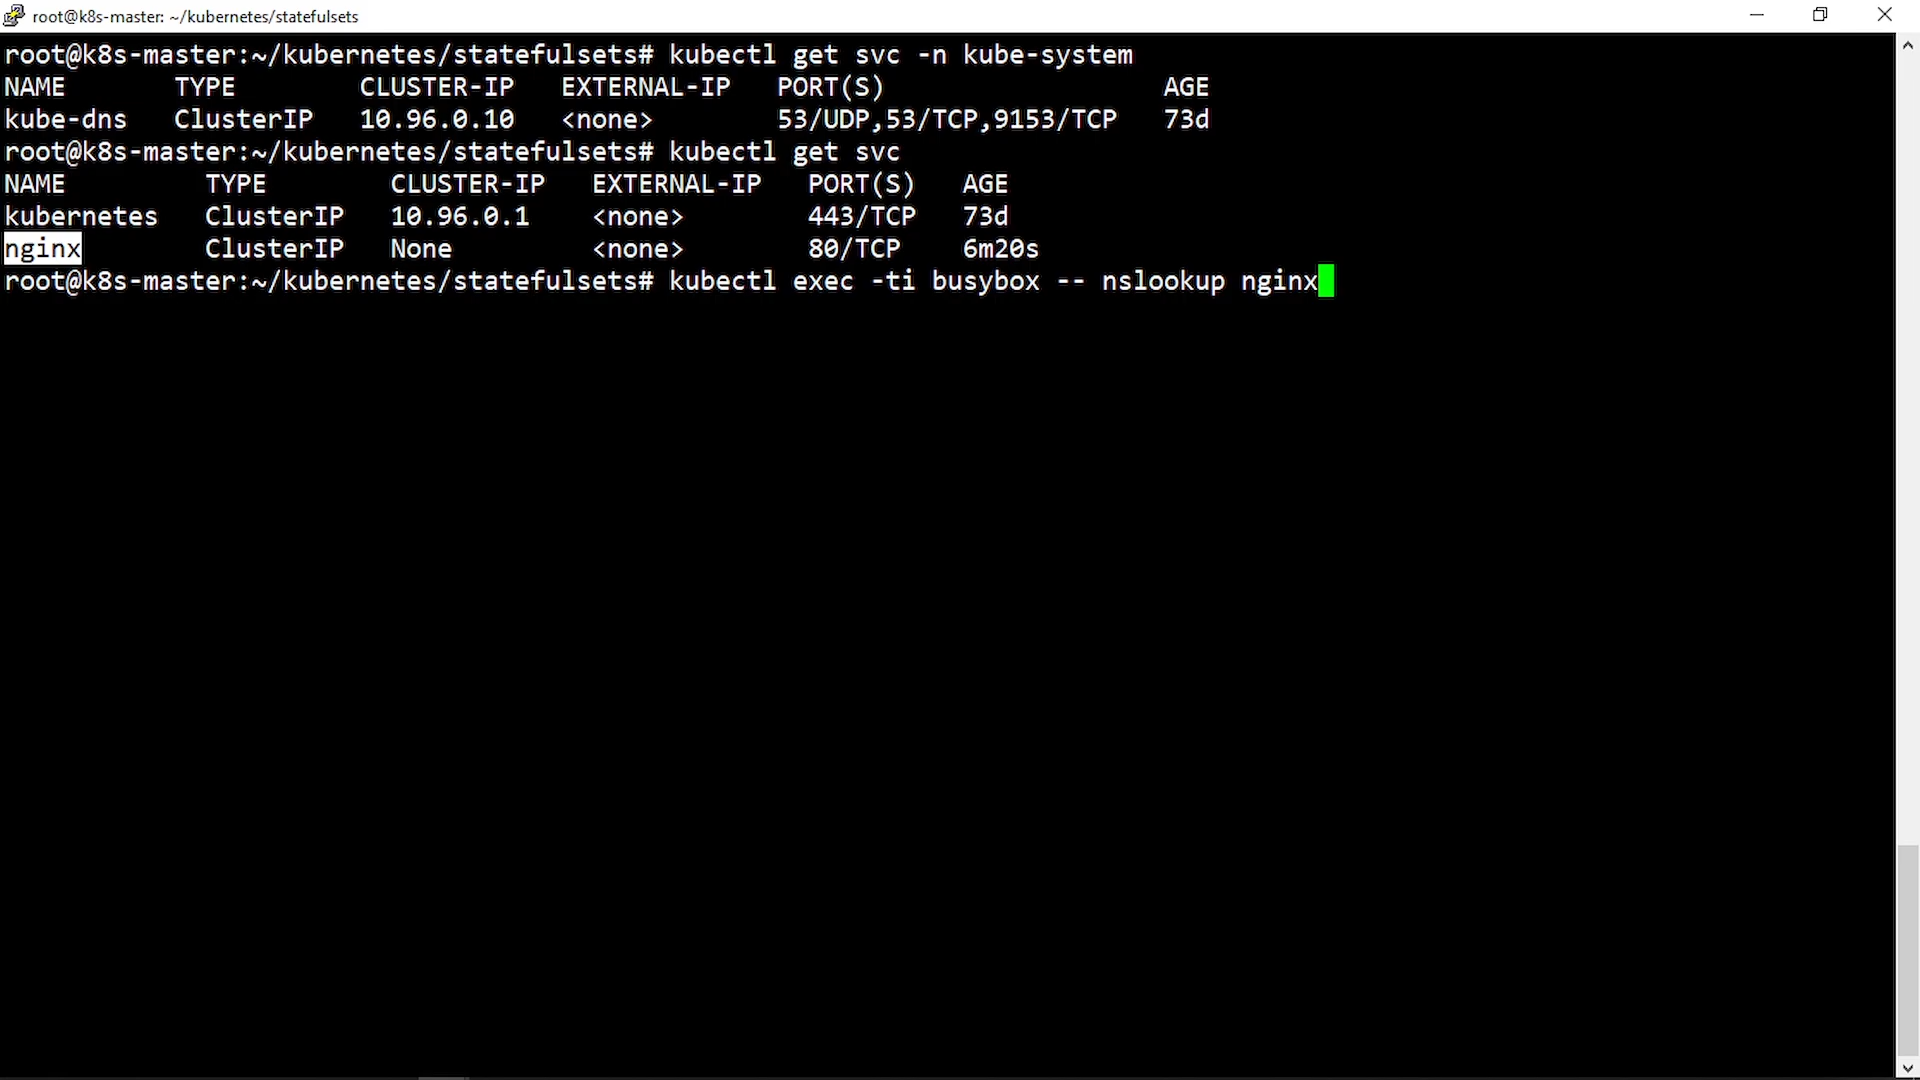 root@k8s-master: ~/kubernetes/statefulsets
root@k8s-master:~/kubernetes/statefulsets# kubectl get svc -n kube-system
NAME TYPE CLUSTER-IP EXTERNAL-IP PORT(S) AGE
kube-dns ClusterIP 10.96.0.10 <none> 53/UDP,53/TCP,9153/TCP 73d
root@k8s-master:~/kubernetes/statefulsets# kubectl get svc
NAME TYPE CLUSTER-IP EXTERNAL-IP PORT(S) AGE
kubernetes ClusterIP 10.96.0.1 <none> 443/TCP 73d
nginx ClusterIP None <none> 80/TCP 6m20s
root@k8s-master:~/kubernetes/statefulsets# kubectl exec -ti busybox -- nslookup nginx